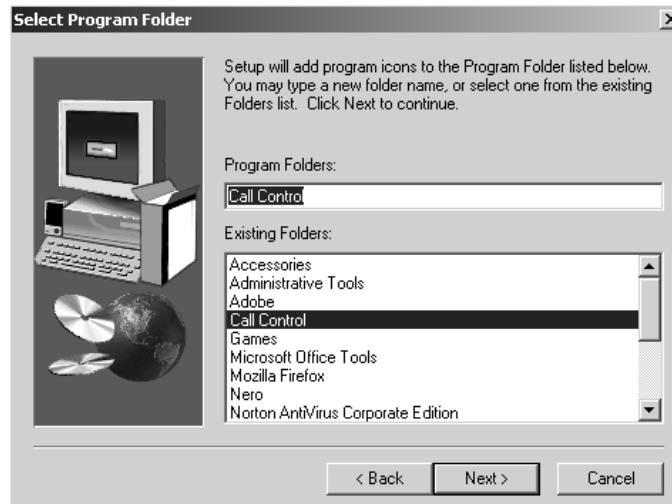 Select Program Folder
Setup will add program icons to the Program Folder listed below.
You may type a new folder name, or select one from the existing
Folders list.  Click Next to continue.
Program Folders:
Call Control
Existing Folders:
Accessories
Administrative Tools
Adobe
Call Control
Games
Microsoft Office Tools
Mozilla Firefox
Nero
Norton AntiVirus Corporate Edition
< Back
Next >
Cancel